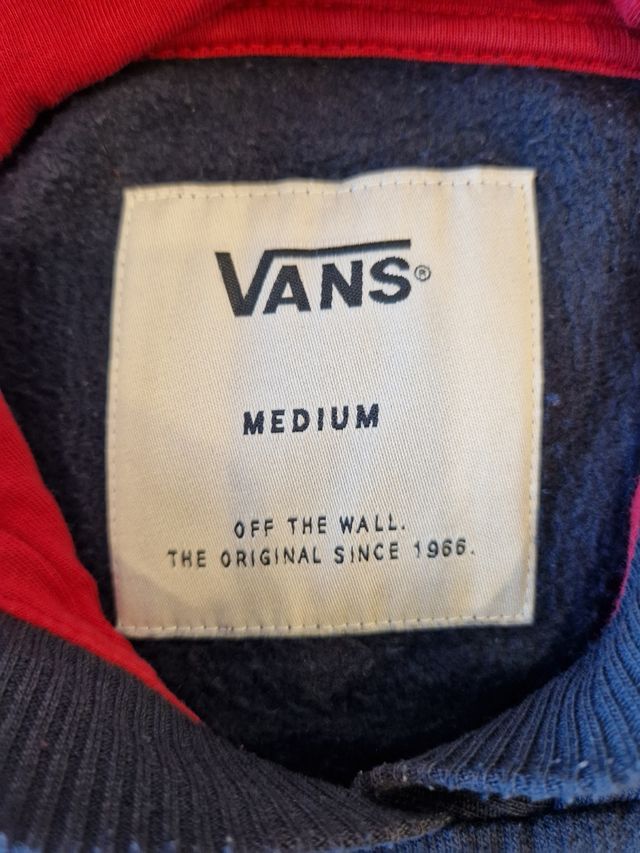 VANS®
MEDIUM
OFF THE WALL.
THE ORIGINAL SINCE 1966.